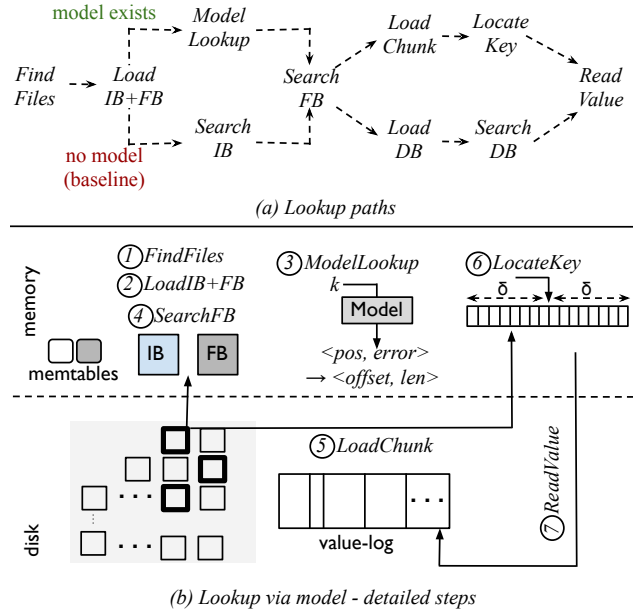 model exists
Model
Lookup
Load
Chunk
Locate
Key
Find
Files
Load
IB+FB
Search
FB
Read
Value
no model
(baseline)
Search
IB
Load
DB
Search
DB
(a) Lookup paths
memory
1 FindFiles
2 LoadIB+FB
4 SearchFB
3 ModelLookup
k
Model
<pos, error>
→ <offset, len>
6 LocateKey
δ δ
memtables
IB
FB
disk
5 LoadChunk
value-log
7 ReadValue
(b) Lookup via model - detailed steps